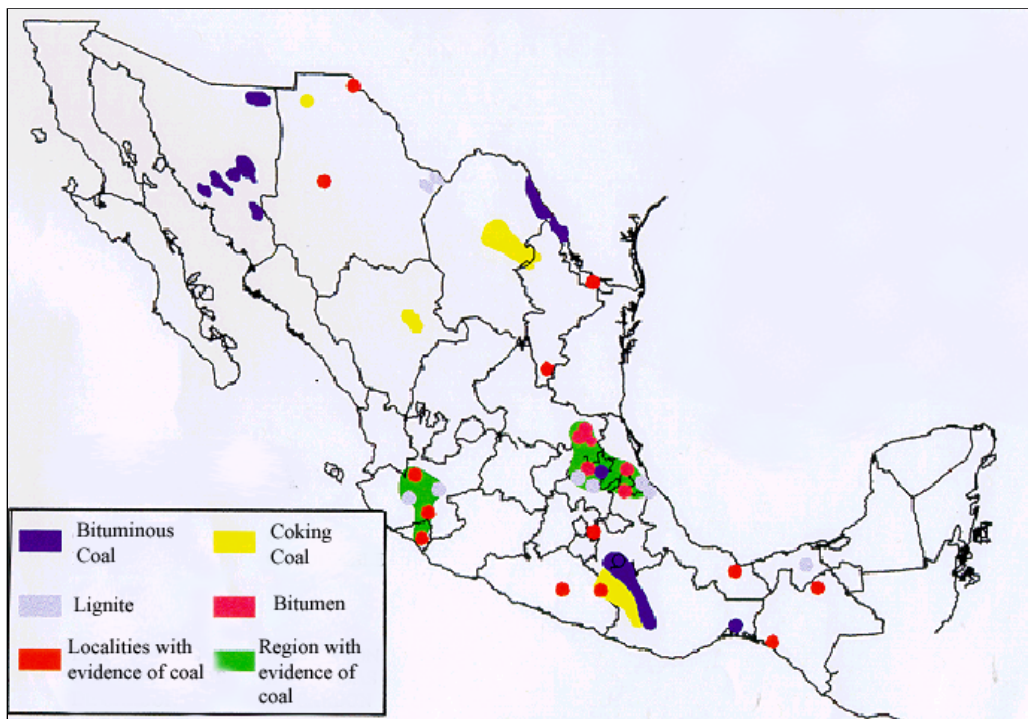 Bituminous
Coal
Coking
Coal
Lignite
Bitumen
Localities with
evidence of coal
Region with
evidence of
coal